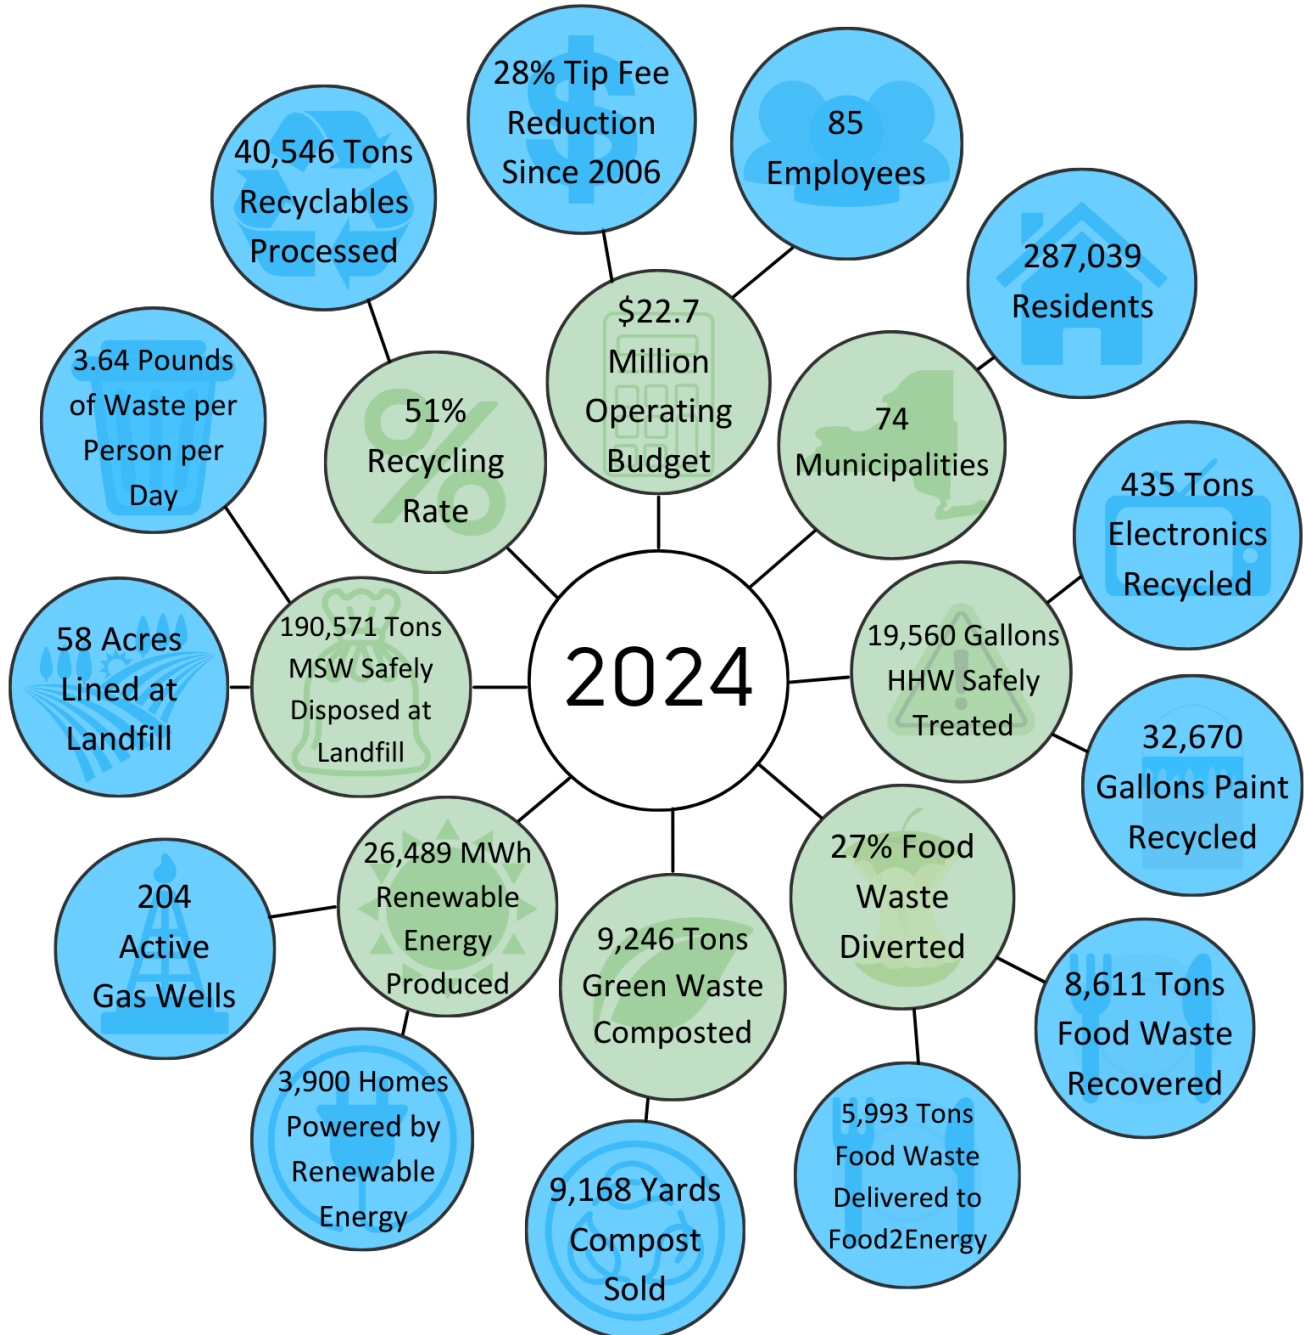 28% Tip Fee
Reduction
Since 2006
85
Employees
40,546 Tons
Recyclables
Processed
287,039
Residents
$22.7
Million
Operating
Budget
3.64 Pounds
of Waste per
Person per
Day
51%
Recycling
Rate
74
Municipalities
435 Tons
Electronics
Recycled
58 Acres
Lined at
Landfill
190,571 Tons
MSW Safely
Disposed at
Landfill
2024
19,560 Gallons
HHW Safely
Treated
32,670
Gallons Paint
Recycled
204
Active
Gas Wells
26,489 MWh
Renewable
Energy
Produced
9,246 Tons
Green Waste
Composted
27% Food
Waste
Diverted
8,611 Tons
Food Waste
Recovered
3,900 Homes
Powered by
Renewable
Energy
9,168 Yards
Compost
Sold
5,993 Tons
Food Waste
Delivered to
Food2Energy